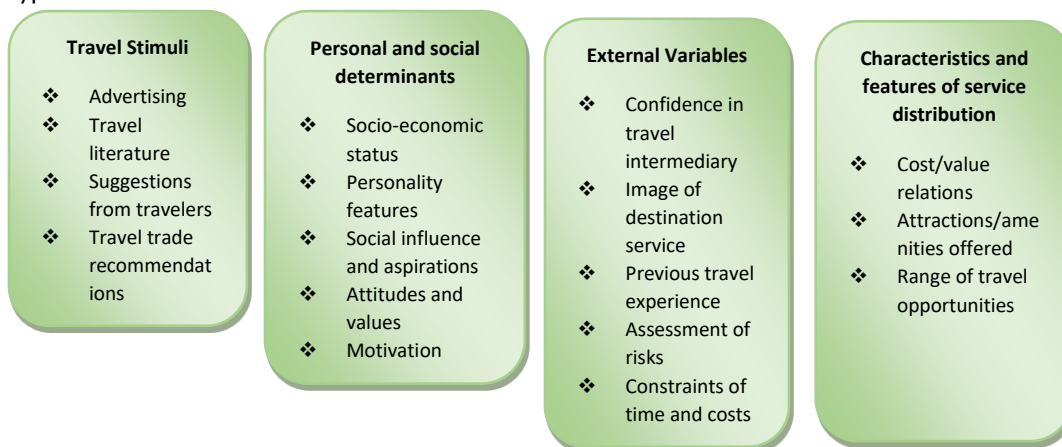 Travel Stimuli
❖ Advertising
❖ Travel
literature
❖ Suggestions
from travelers
❖ Travel trade
recommendat
ions
Personal and social
determinants
❖ Socio-economic
status
❖ Personality
features
❖ Social influence
and aspirations
❖ Attitudes and
values
❖ Motivation
External Variables
❖ Confidence in
travel
intermediary
❖ Image of
destination
service
❖ Previous travel
experience
❖ Assessment of
risks
❖ Constraints of
time and costs
Characteristics and
features of service
distribution
❖ Cost/value
relations
❖ Attractions/ame
nities offered
❖ Range of travel
opportunities